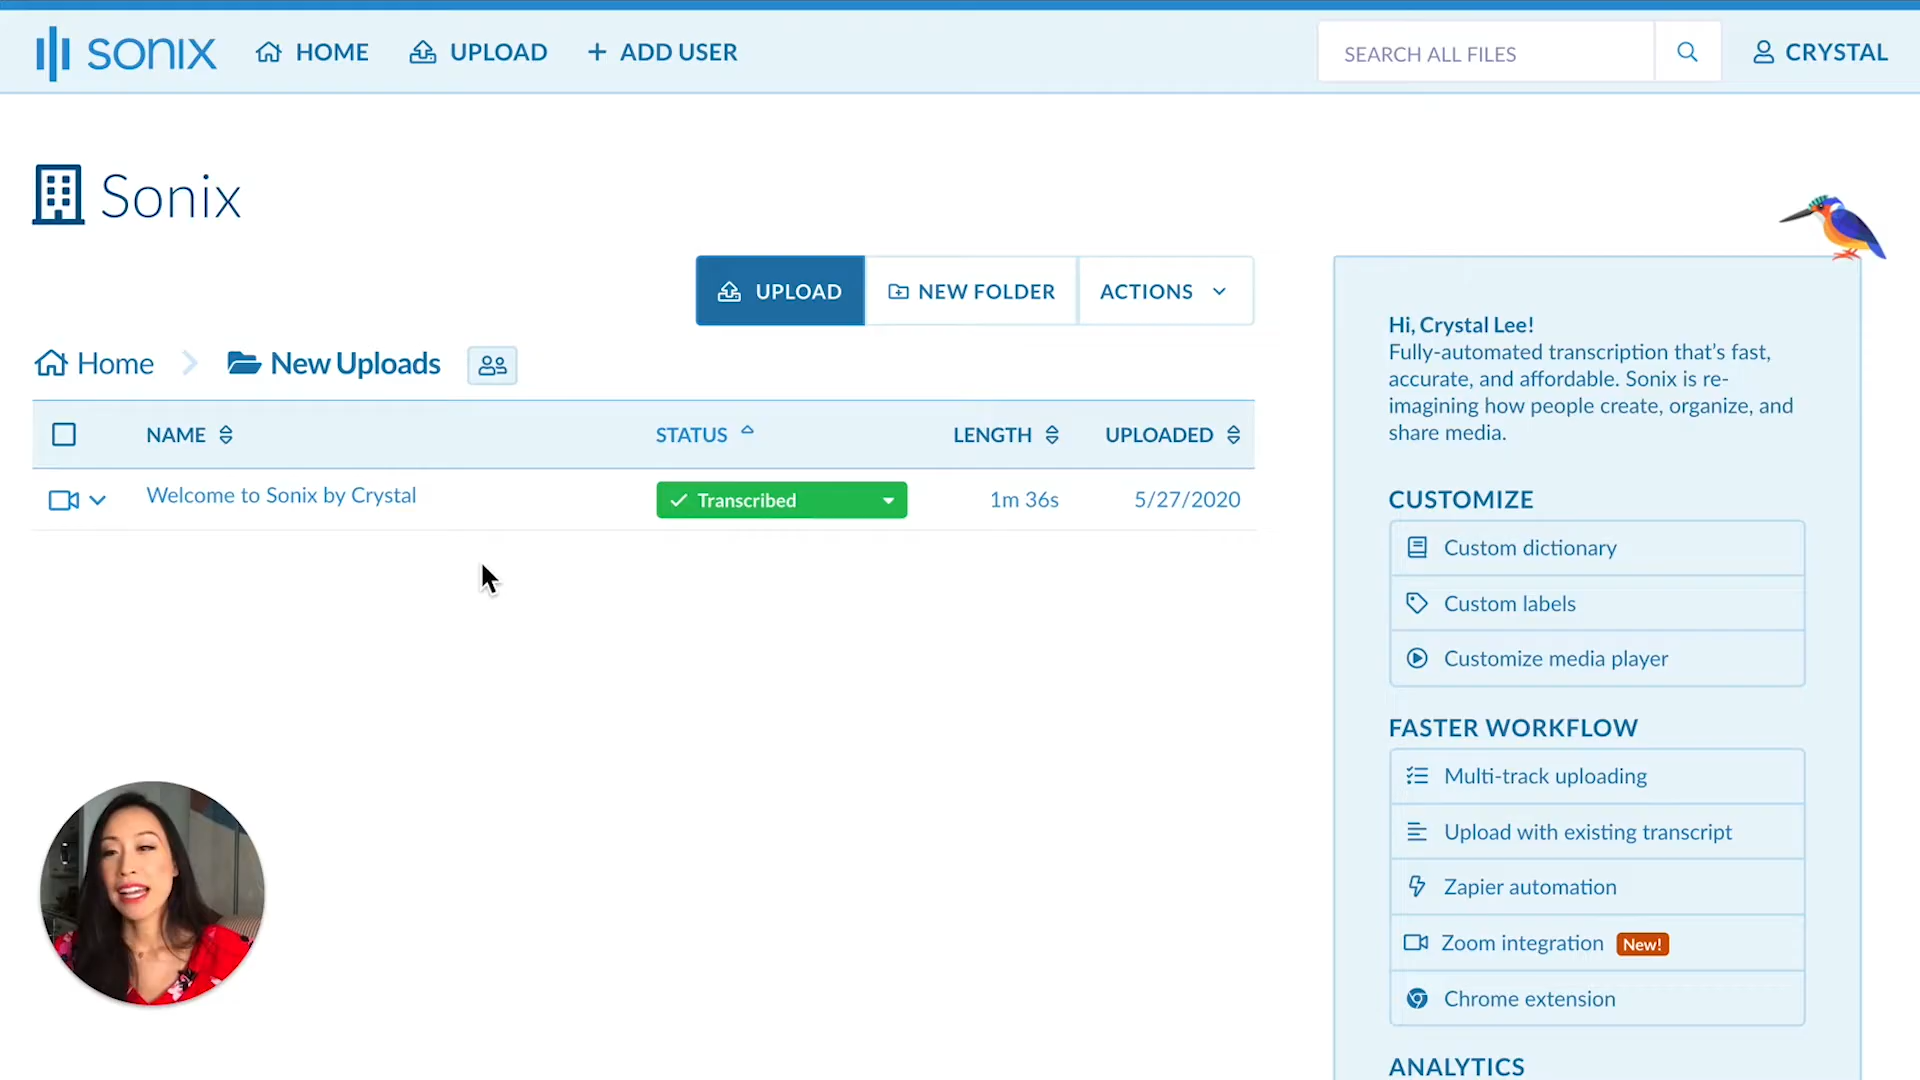 sonix
HOME
UPLOAD
+ ADD USER
SEARCH ALL FILES
CRYSTAL
Sonix
UPLOAD
NEW FOLDER
ACTIONS
Home
New Uploads
NAME
STATUS
LENGTH
UPLOADED
Welcome to Sonix by Crystal
Transcribed
1m 36s
5/27/2020
Hi, Crystal Lee!
Fully-automated transcription that's fast,
accurate, and affordable. Sonix is re-
imagining how people create, organize, and
share media.
CUSTOMIZE
Custom dictionary
Custom labels
Customize media player
FASTER WORKFLOW
Multi-track uploading
Upload with existing transcript
Zapier automation
Zoom integration New!
Chrome extension
ANALYTICS